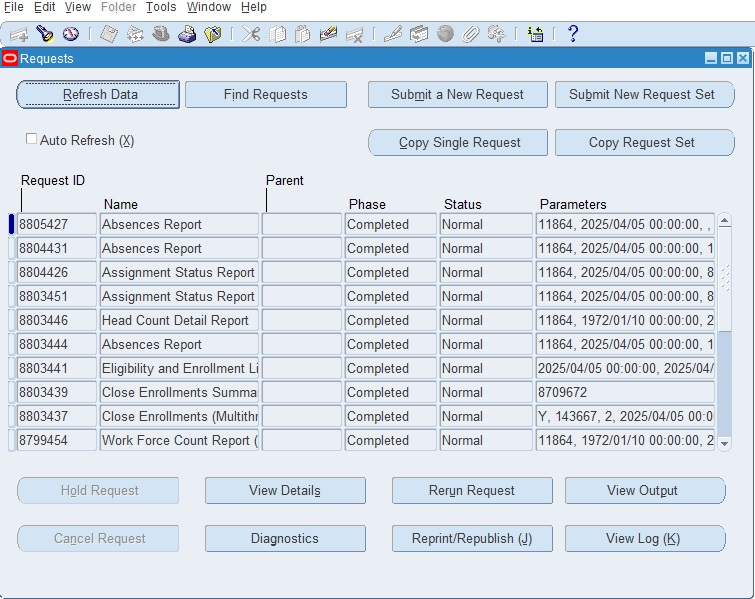 File Edit View Folder Tools Window Help
Requests
Refresh Data Find Requests Submit a New Request Submit New Request Set
Auto Refresh (X) Copy Single Request Copy Request Set
Request ID Parent
Name Phase Status Parameters
8805427 Absences Report Completed Normal 11864, 2025/04/05 00:00:00, ,
8804431 Absences Report Completed Normal 11864, 2025/04/05 00:00:00, 1
8804426 Assignment Status Report Completed Normal 11864, 2025/04/05 00:00:00, 8
8803451 Assignment Status Report Completed Normal 11864, 2025/04/05 00:00:00, 8
8803446 Head Count Detail Report Completed Normal 11864, 1972/01/10 00:00:00, 2
8803444 Absences Report Completed Normal 11864, 2025/04/05 00:00:00, 1
8803441 Eligibility and Enrollment Li Completed Normal 2025/04/05 00:00:00, 2025/04/
8803439 Close Enrollments Summa Completed Normal 8709672
8803437 Close Enrollments (Multithr Completed Normal Y, 143667, 2, 2025/04/05 00:0
8799454 Work Force Count Report ( Completed Normal 11864, 1972/01/10 00:00:00, 2
Hold Request View Details Rerun Request View Output
Cancel Request Diagnostics Reprint/Republish (J) View Log (K)